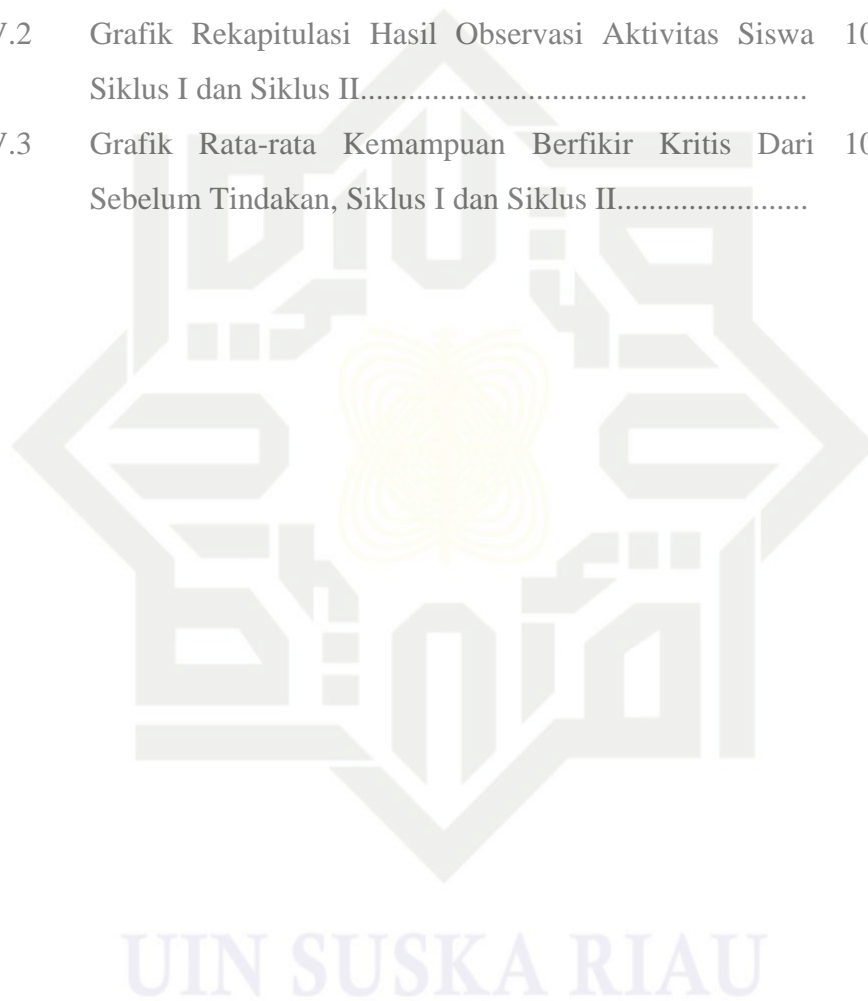 V.2 Grafik Rekapitulasi Hasil Observasi Aktivitas Siswa 10
Siklus I dan Siklus II........................................................
V.3 Grafik Rata-rata Kemampuan Berfikir Kritis Dari 10
Sebelum Tindakan, Siklus I dan Siklus II........................
UIN SUSKA RIAU